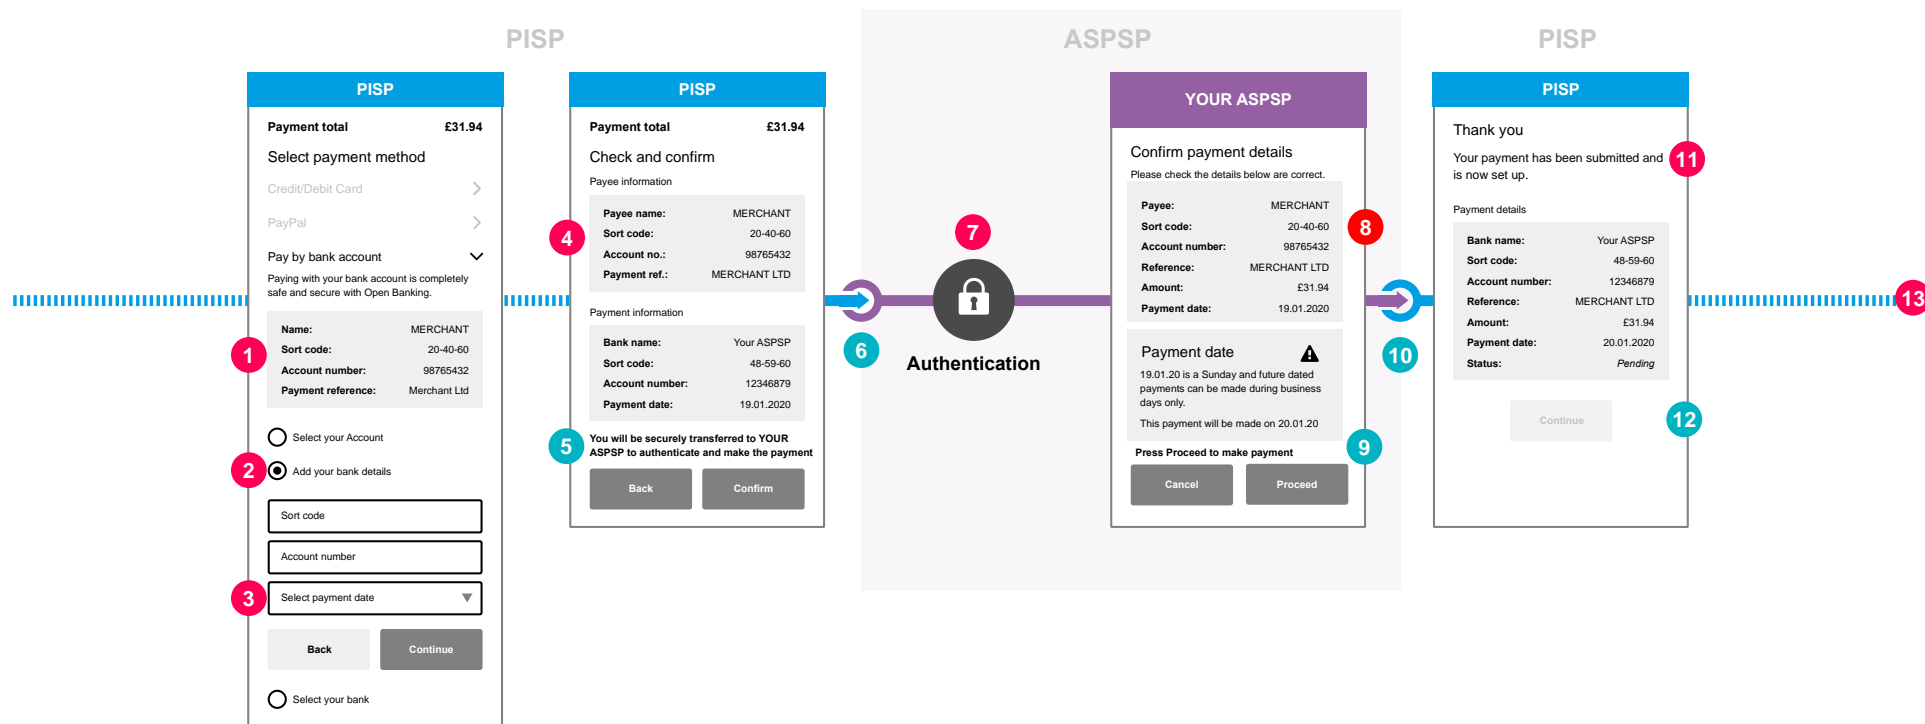 PISP
ASPSP
PISP
PISP
Payment total £31.94
Select payment method
Credit/Debit Card
PayPal
Pay by bank account
Paying with your bank account is completely
safe and secure with Open Banking.
Name: MERCHANT
1
Sort code: 20-40-60
Account number: 98765432
Payment reference: Merchant Ltd
Select your Account
2
Add your bank details
Sort code
Account number
3
Select payment date
Back Continue
Select your bank
PISP
Payment total £31.94
Check and confirm
Payee information
Payee name: MERCHANT
4
Sort code: 20-40-60
Account no.: 98765432
Payment ref.: MERCHANT LTD
Payment information
Bank name: Your ASPSP
Sort code: 48-59-60
Account number: 12346879
Payment date: 19.01.2020
5
You will be securely transferred to YOUR
ASPSP to authenticate and make the payment
Back Confirm
6
7
Authentication
YOUR ASPSP
Confirm payment details
Please check the details below are correct.
Payee: MERCHANT
Sort code: 20-40-60
8
Account number: 98765432
Reference: MERCHANT LTD
Amount: £31.94
Payment date: 19.01.2020
Payment date
19.01.20 is a Sunday and future dated
payments can be made during business
days only.
This payment will be made on 20.01.20
9
Press Proceed to make payment
Cancel Proceed
10
PISP
Thank you
Your payment has been submitted and
is now set up.
11
Payment details
Bank name: Your ASPSP
Sort code: 48-59-60
Account number: 12346879
Reference: MERCHANT LTD
Amount: £31.94
Payment date: 20.01.2020
Status: Pending
Continue
12
13